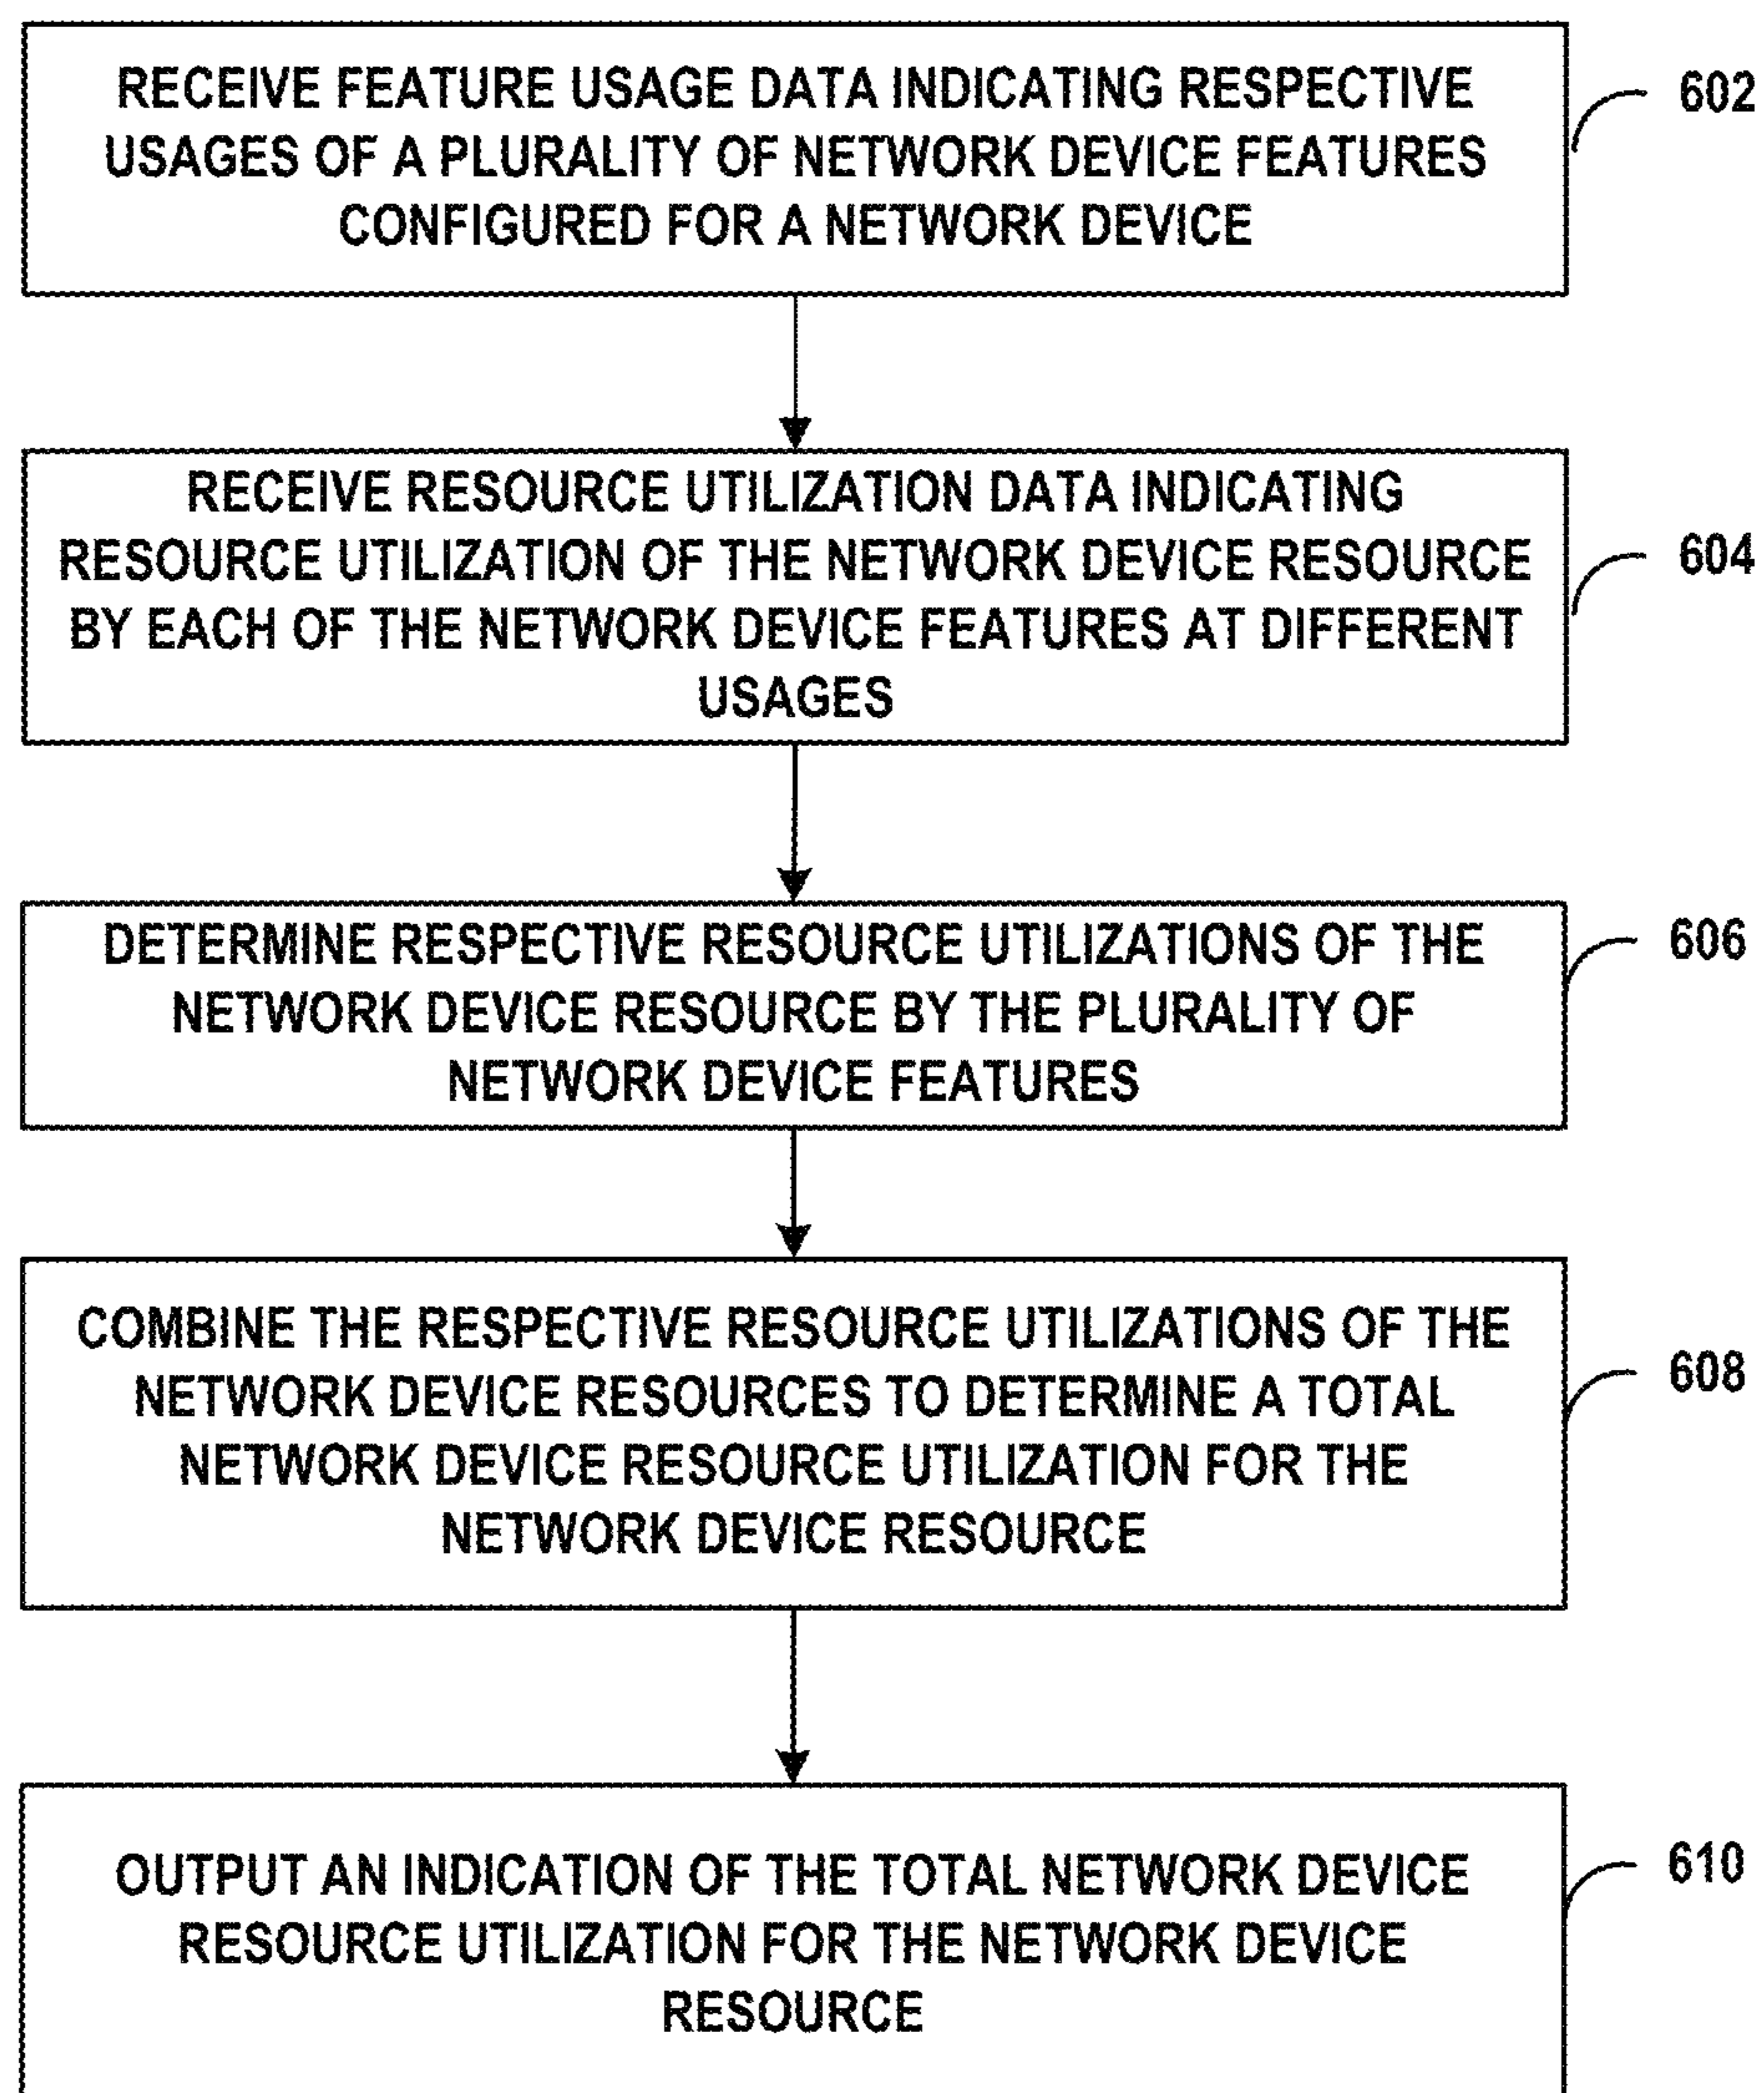 RECEIVE FEATURE USAGE DATA INDICATING RESPECTIVE
USAGES OF A PLURALITY OF NETWORK DEVICE FEATURES
CONFIGURED FOR A NETWORK DEVICE
602
RECEIVE RESOURCE UTILIZATION DATA INDICATING
RESOURCE UTILIZATION OF THE NETWORK DEVICE RESOURCE
BY EACH OF THE NETWORK DEVICE FEATURES AT DIFFERENT
USAGES
604
DETERMINE RESPECTIVE RESOURCE UTILIZATIONS OF THE
NETWORK DEVICE RESOURCE BY THE PLURALITY OF
NETWORK DEVICE FEATURES
606
COMBINE THE RESPECTIVE RESOURCE UTILIZATIONS OF THE
NETWORK DEVICE RESOURCES TO DETERMINE A TOTAL
NETWORK DEVICE RESOURCE UTILIZATION FOR THE
NETWORK DEVICE RESOURCE
608
OUTPUT AN INDICATION OF THE TOTAL NETWORK DEVICE
RESOURCE UTILIZATION FOR THE NETWORK DEVICE
RESOURCE
610